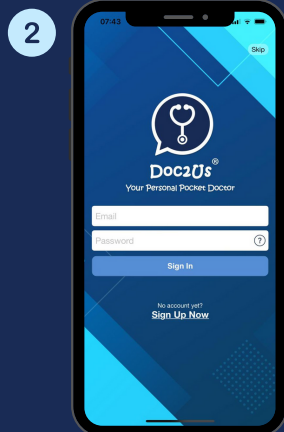 2
07:43
Skip
Doc2Us®
Your Personal Pocket Doctor
Email
Password
?
Sign In
No account yet?
Sign Up Now